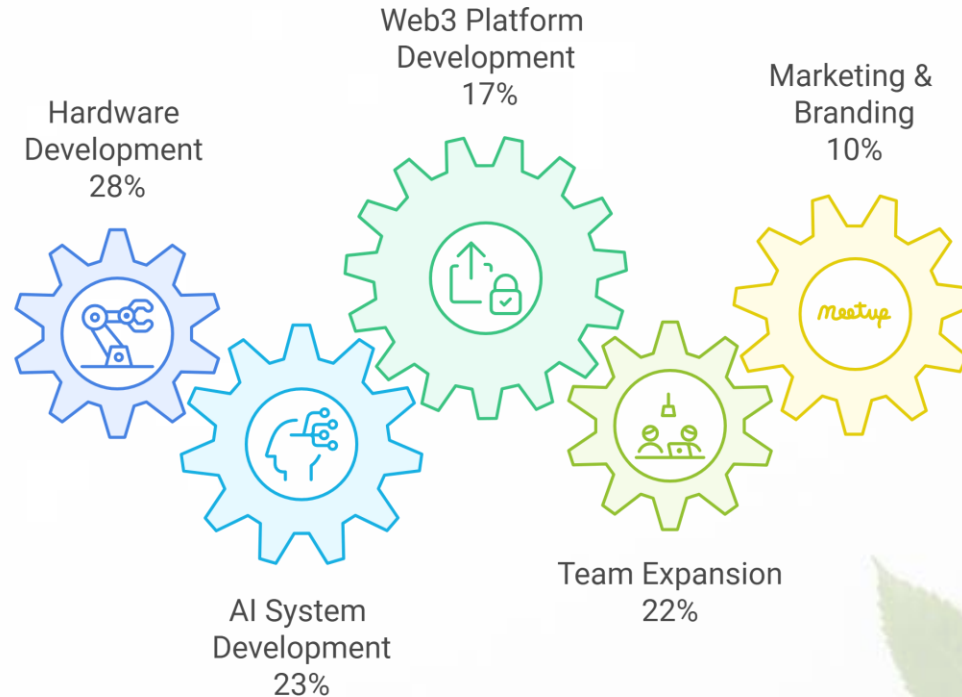 Hardware
Development
28%
AI System
Development
23%
Web3 Platform
Development
17%
Team Expansion
22%
Marketing &
Branding
10%
meetup